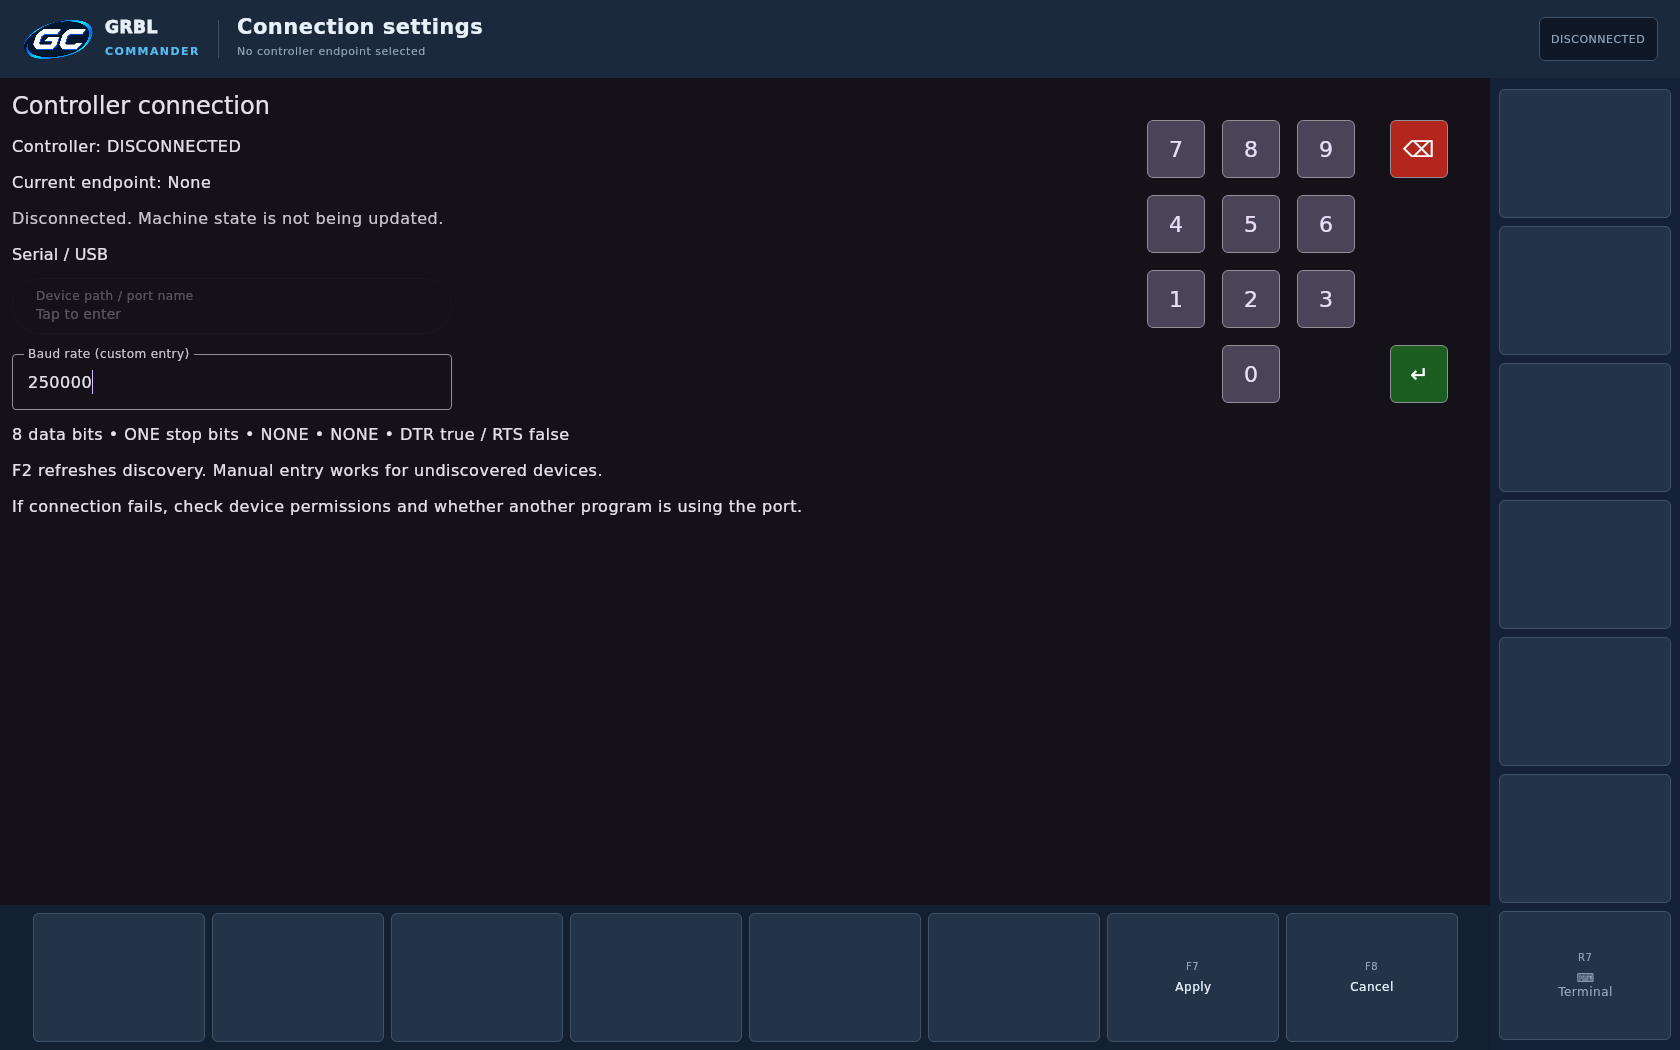 GC
GRBL
COMMANDER
Connection settings
No controller endpoint selected
DISCONNECTED
Controller connection
Controller: DISCONNECTED
Current endpoint: None
Disconnected. Machine state is not being updated.
Serial / USB
Device path / port name
Tap to enter
Baud rate (custom entry)
250000
8 data bits • ONE stop bits • NONE • NONE • DTR true / RTS false
F2 refreshes discovery. Manual entry works for undiscovered devices.
If connection fails, check device permissions and whether another program is using the port.
7 8 9 ⌫
4 5 6
1 2 3
0 ↵
F7
Apply
F8
Cancel
R7
⌨
Terminal